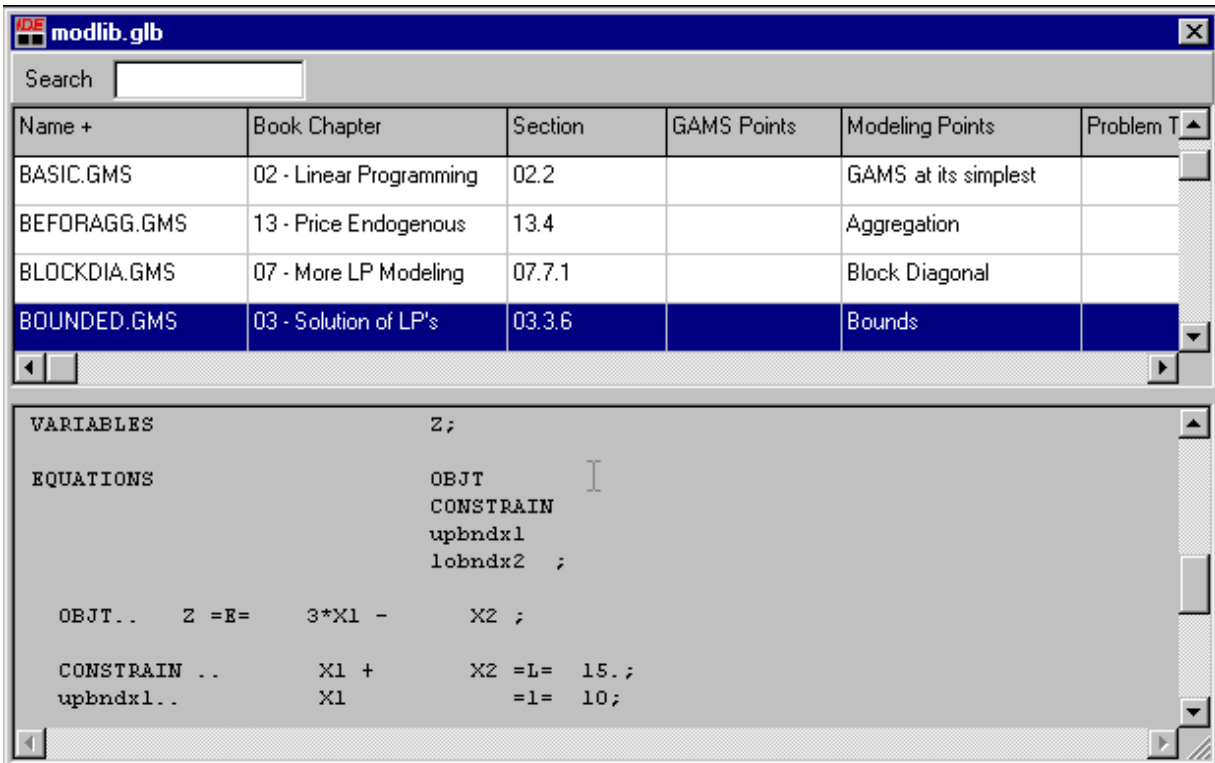 IDE modlib.glb
Search
Name + Book Chapter Section GAMS Points Modeling Points Problem T
BASIC.GMS 02 - Linear Programming 02.2 GAMS at its simplest
BEFORAGG.GMS 13 - Price Endogenous 13.4 Aggregation
BLOCKDIA.GMS 07 - More LP Modeling 07.7.1 Block Diagonal
BOUNDED.GMS 03 - Solution of LP's 03.3.6 Bounds
VARIABLES Z;
EQUATIONS OBJT
CONSTRAIN
upbndx1
lobndx2 ;
OBJT.. Z =E= 3*X1 - X2 ;
CONSTRAIN .. X1 + X2 =L= 15.;
upbndx1.. X1 =l= 10;